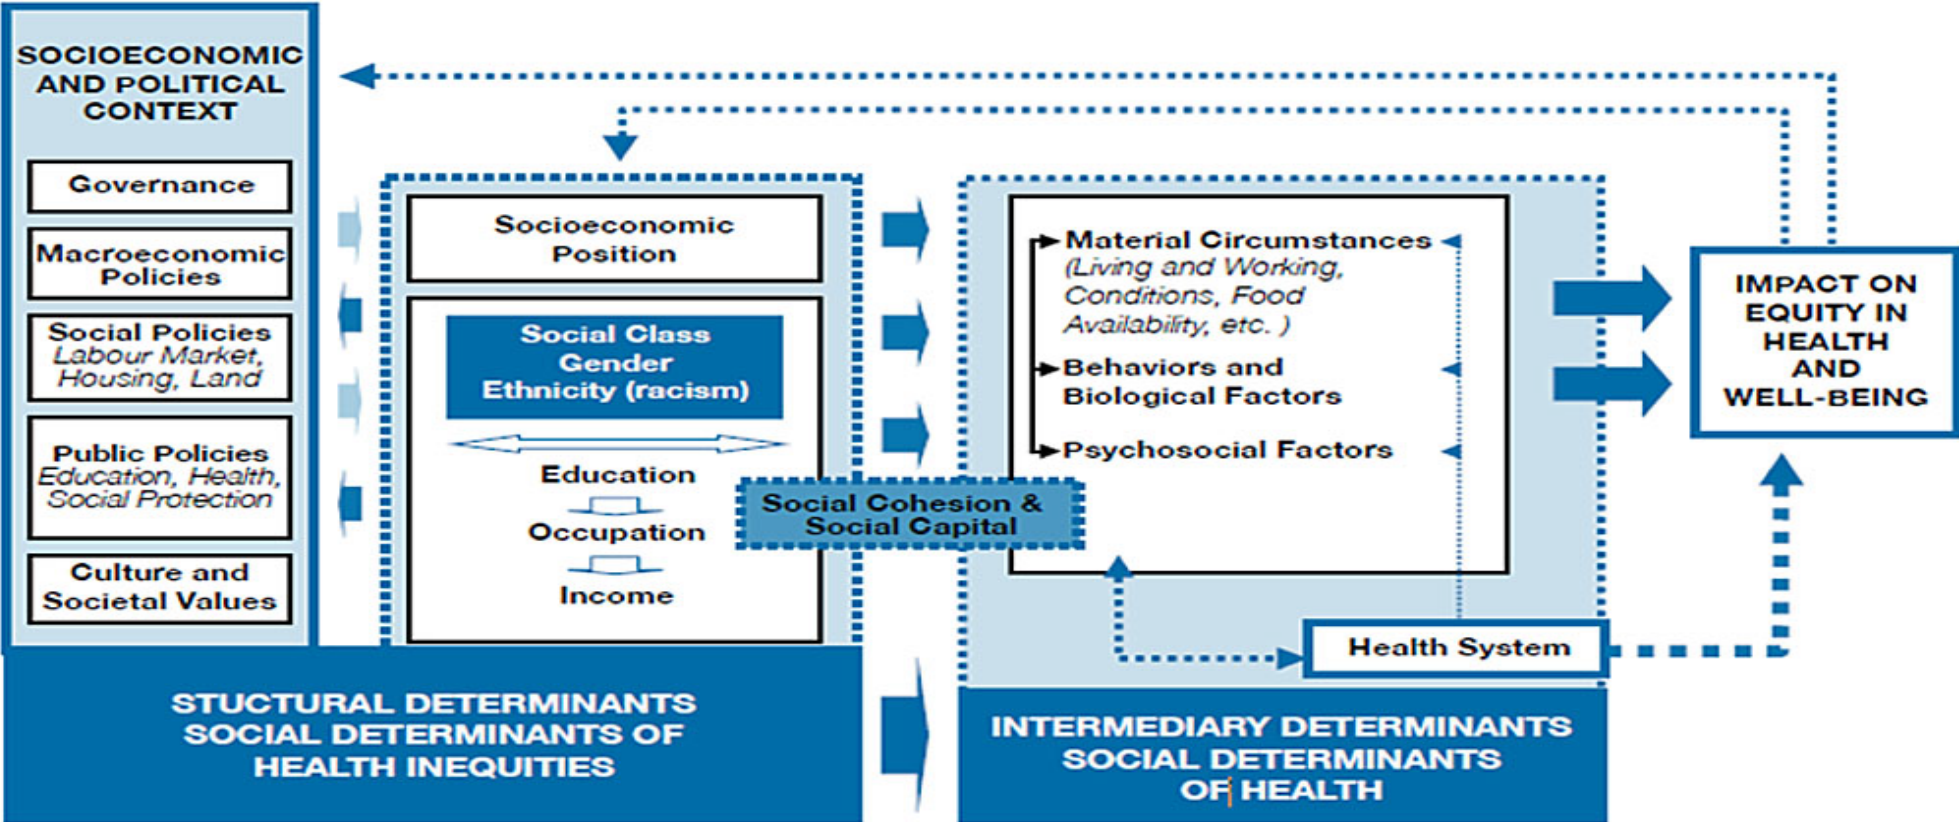 SOCIOECONOMIC
AND POLITICAL
CONTEXT
Governance
Macroeconomic
Policies
Social Policies
Labour Market,
Housing, Land
Public Policies
Education, Health,
Social Protection
Culture and
Societal Values
Socioeconomic
Position
Social Class
Gender
Ethnicity (racism)
Education
Occupation
Income
Social Cohesion &
Social Capital
Material Circumstances
(Living and Working,
Conditions, Food
Availability, etc. )
Behaviors and
Biological Factors
Psychosocial Factors
Health System
IMPACT ON
EQUITY IN
HEALTH
AND
WELL-BEING
STUCTURAL DETERMINANTS
SOCIAL DETERMINANTS OF
HEALTH INEQUITIES
INTERMEDIARY DETERMINANTS
SOCIAL DETERMINANTS
OF HEALTH